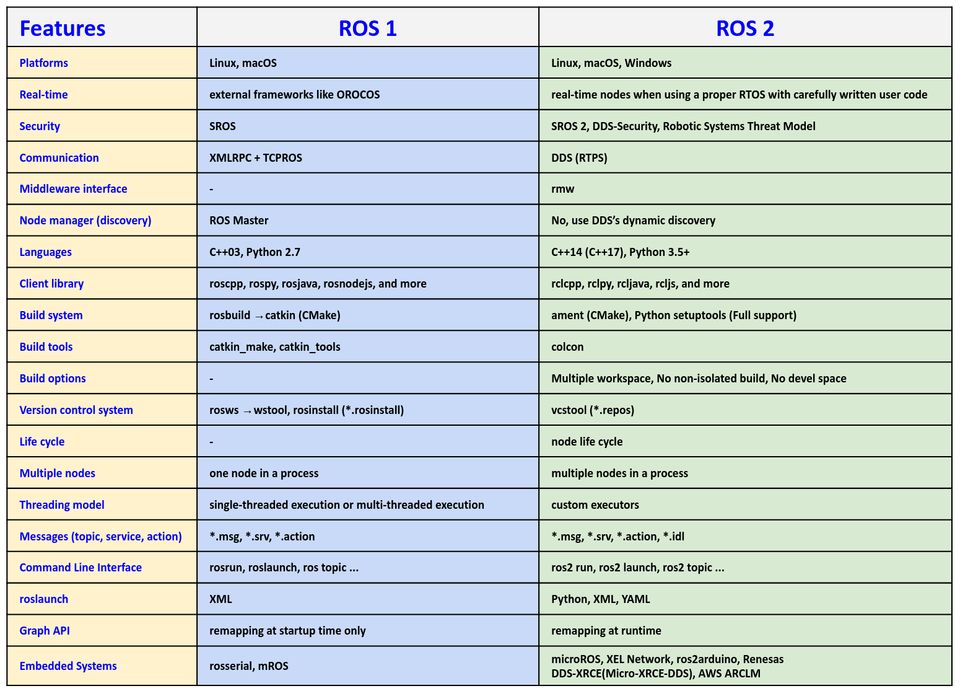 Features ROS 1 ROS 2
Platforms Linux, macOS Linux, macOS, Windows
Real-time external frameworks like OROCOS real-time nodes when using a proper RTOS with carefully written user code
Security SROS SROS 2, DDS-Security, Robotic Systems Threat Model
Communication XMLRPC + TCPROS DDS (RTPS)
Middleware interface - rmw
Node manager (discovery) ROS Master No, use DDS's dynamic discovery
Languages C++03, Python 2.7 C++14 (C++17), Python 3.5+
Client library roscpp, rospy, rosjava, rosnodejs, and more rclcpp, rclpy, rcljava, rcljs, and more
Build system rosbuild →catkin (CMake) ament (CMake), Python setuptools (Full support)
Build tools catkin_make, catkin_tools colcon
Build options - Multiple workspace, No non-isolated build, No devel space
Version control system rosws →wstool, rosinstall (*.rosinstall) vcstool (*.repos)
Life cycle - node life cycle
Multiple nodes one node in a process multiple nodes in a process
Threading model single-threaded execution or multi-threaded execution custom executors
Messages (topic, service, action) *.msg, *.srv, *.action *.msg, *.srv, *.action, *.idl
Command Line Interface rosrun, roslaunch, ros topic ... ros2 run, ros2 launch, ros2 topic ...
roslaunch XML Python, XML, YAML
Graph API remapping at startup time only remapping at runtime
Embedded Systems rosserial, mROS microROS, XEL Network, ros2arduino, Renesas
DDS-XRCE(Micro-XRCE-DDS), AWS ARCLM